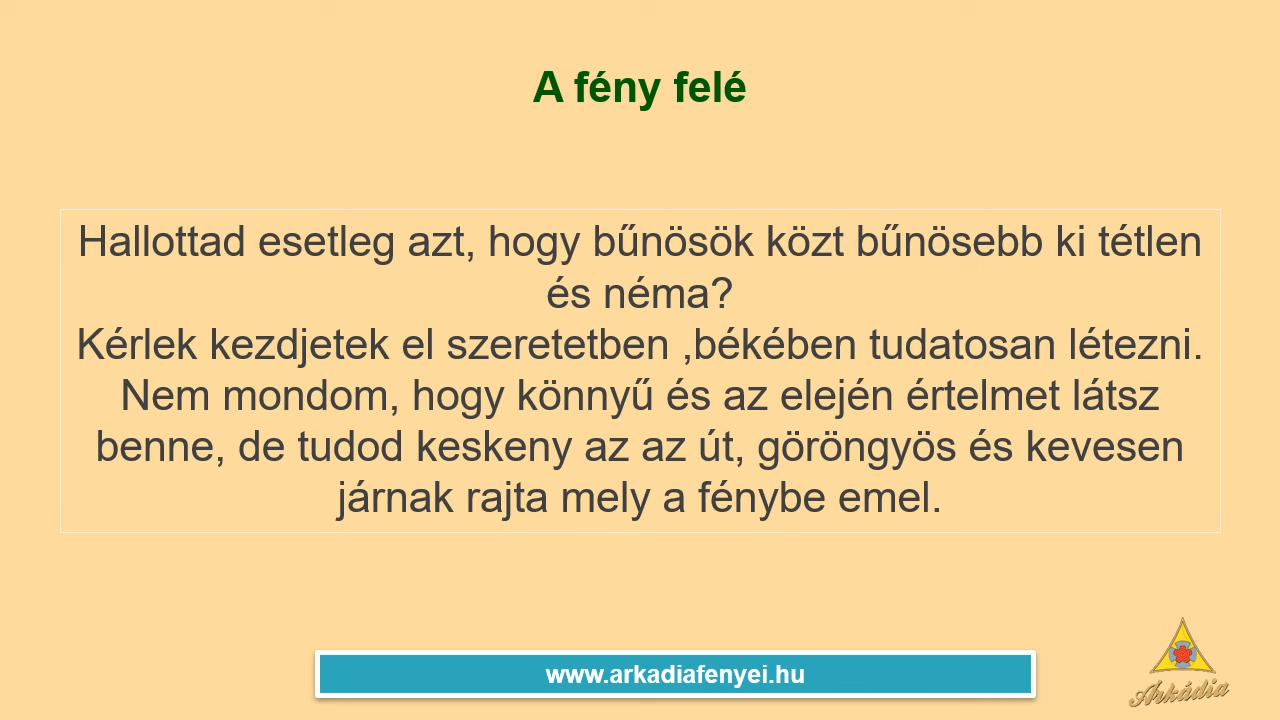 A fény felé
Hallottad esetleg azt, hogy bűnösök közt bűnösebb ki tétlen
és néma?
Kérlek kezdjetek el szeretetben ,békében tudatosan létezni.
Nem mondom, hogy könnyű és az elején értelmet látsz
benne, de tudod keskeny az az út, göröngyös és kevesen
járnak rajta mely a fénybe emel.
www.arkadiafenyei.hu
Arkádia